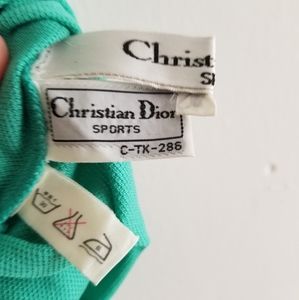 Christ
S
Christian Dior
SPORTS
C-TK-286